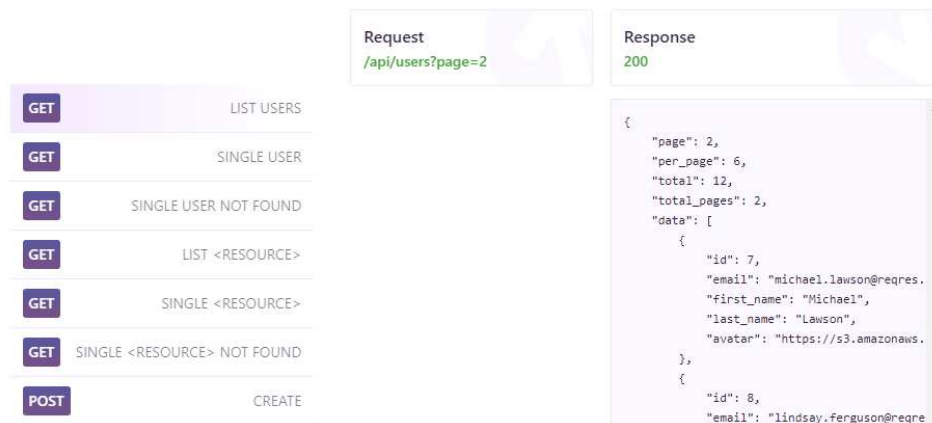 Request
/api/users?page=2
Response
200
GET LIST USERS
GET SINGLE USER
GET SINGLE USER NOT FOUND
GET LIST <RESOURCE>
GET SINGLE <RESOURCE>
GET SINGLE <RESOURCE> NOT FOUND
POST CREATE
{
"page": 2,
"per_page": 6,
"total": 12,
"total_pages": 2,
"data": [
{
"id": 7,
"email": "michael.lawson@reqres.
"first_name": "Michael",
"last_name": "Lawson",
"avatar": "https://s3.amazonaws.
},
{
"id": 8,
"email": "lindsay.ferguson@reqre